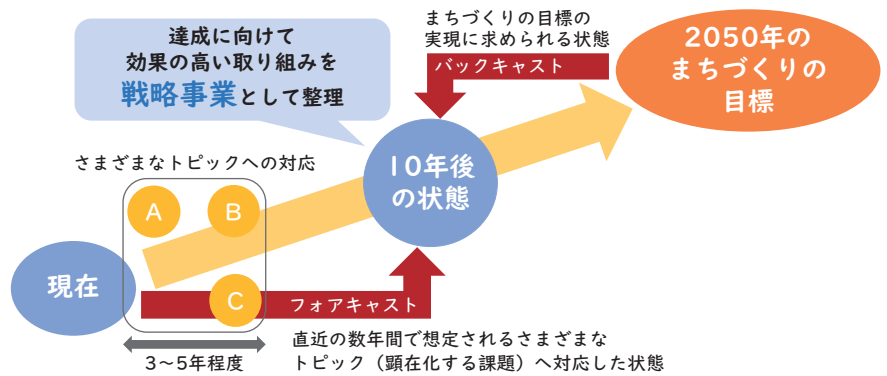 達成に向けて
効果の高い取り組みを
戦略事業として整理
まちづくりの目標の
実現に求められる状態
バックキャスト
2050年の
まちづくりの
目標
さまざまなトピックへの対応
A
B
10年後
の状態
現在
C
フォアキャスト
3〜5年程度
直近の数年間で想定されるさまざまな
トピック（顕在化する課題）へ対応した状態